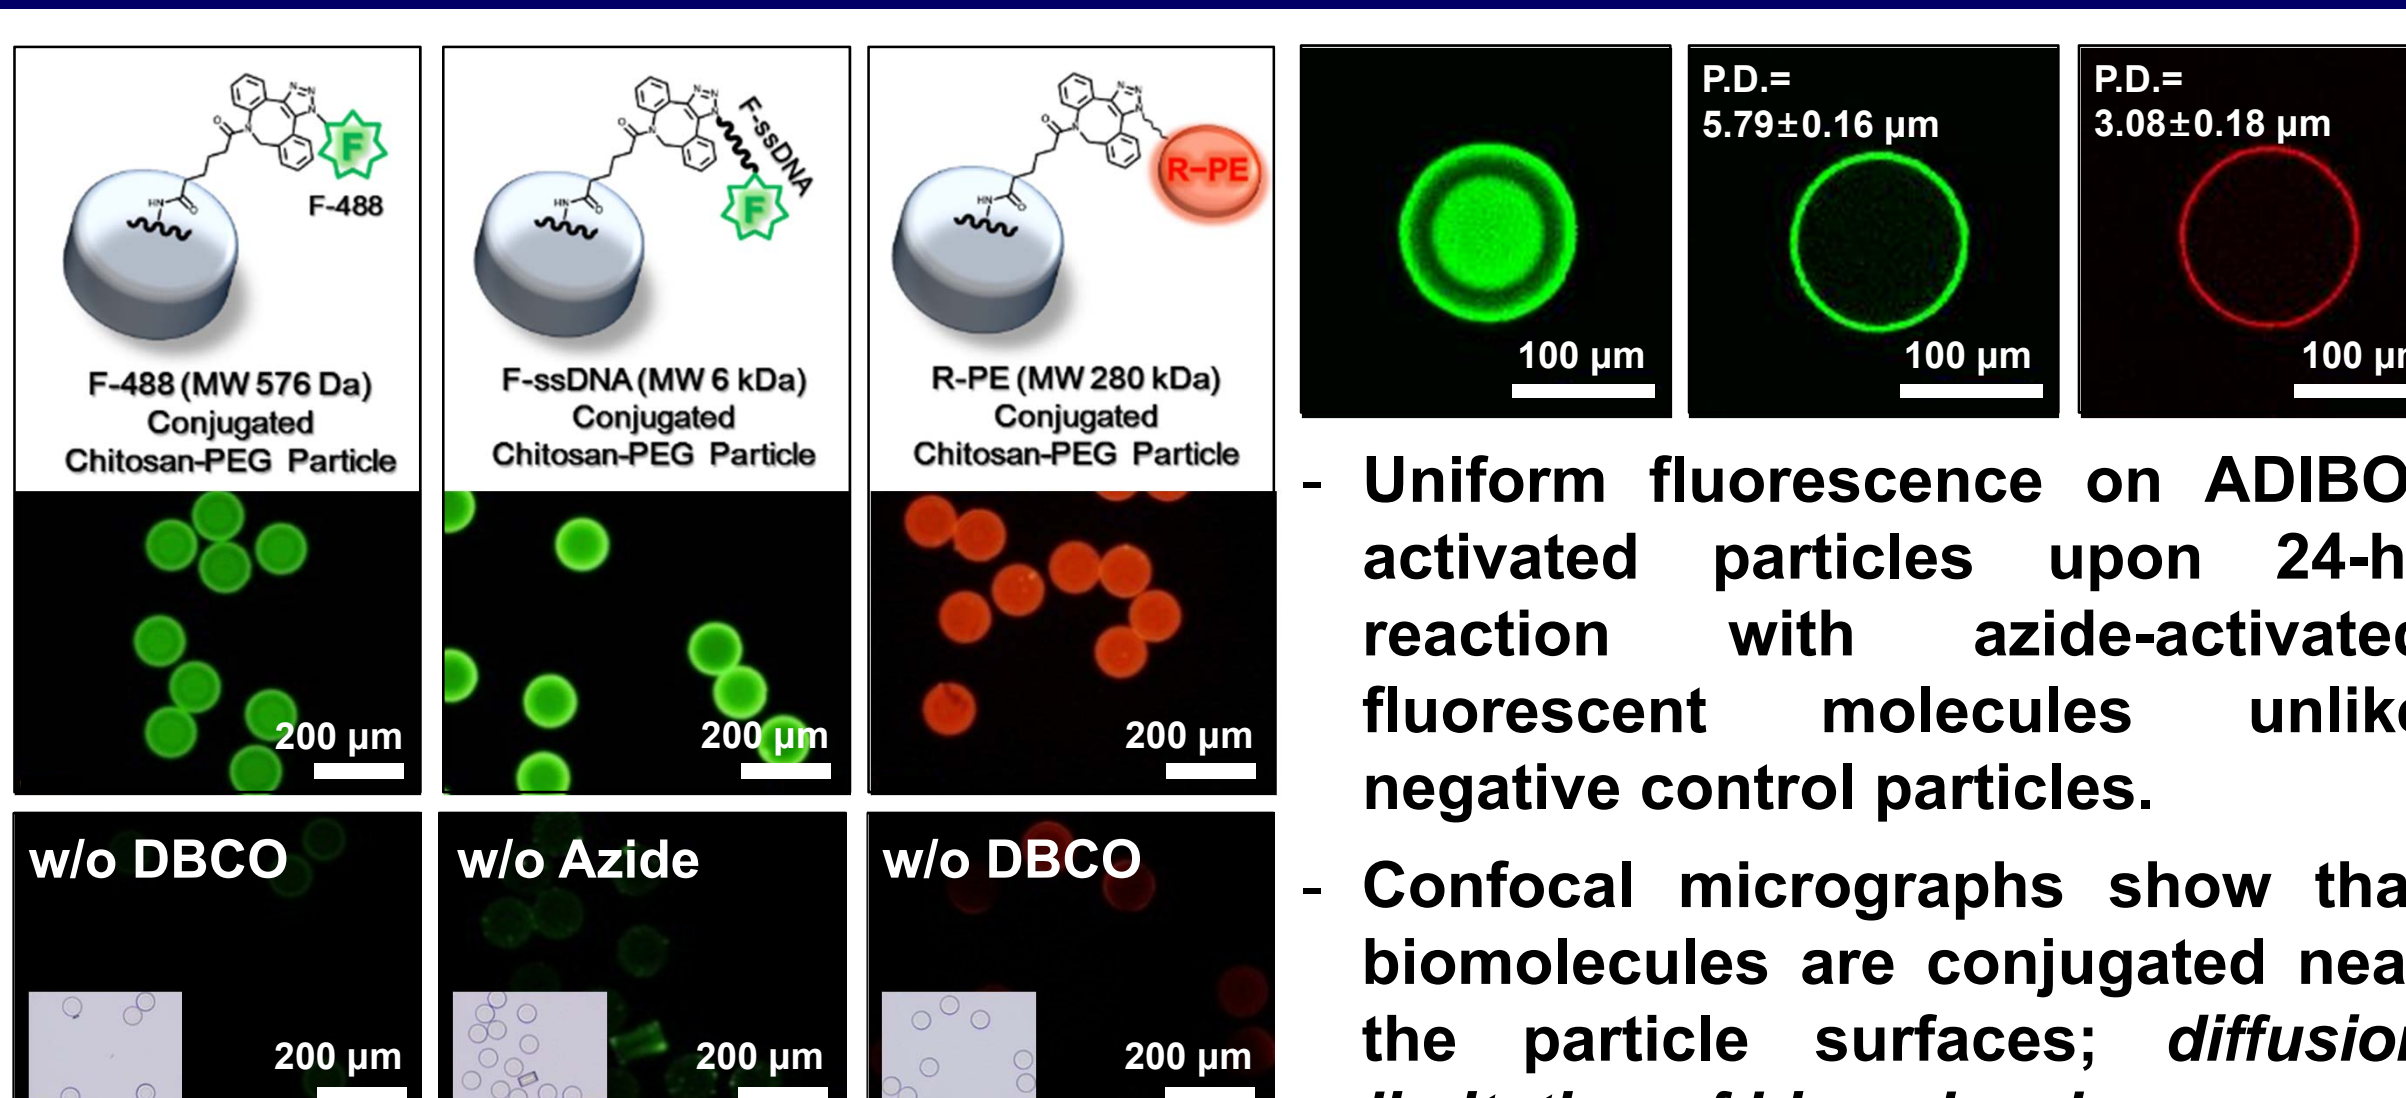 F
F-488
F-488 (MW 576 Da)
Conjugated
Chitosan-PEG Particle
200 μm
F-ssDNA
F
F-ssDNA (MW 6 kDa)
Conjugated
Chitosan-PEG Particle
200 μm
R-PE
R-PE (MW 280 kDa)
Conjugated
Chitosan-PEG Particle
200 μm
w/o DBCO
200 μm
w/o Azide
200 μm
w/o DBCO
200 μm
100 μm
P.D.=
5.79±0.16 μm
100 μm
P.D.=
3.08±0.18 μm
100 μ
- Uniform fluorescence on ADIBO
activated particles upon 24-h
reaction with azide-activated
fluorescent molecules unlike
negative control particles.
- Confocal micrographs show tha
biomolecules are conjugated nea
the particle surfaces; diffusion